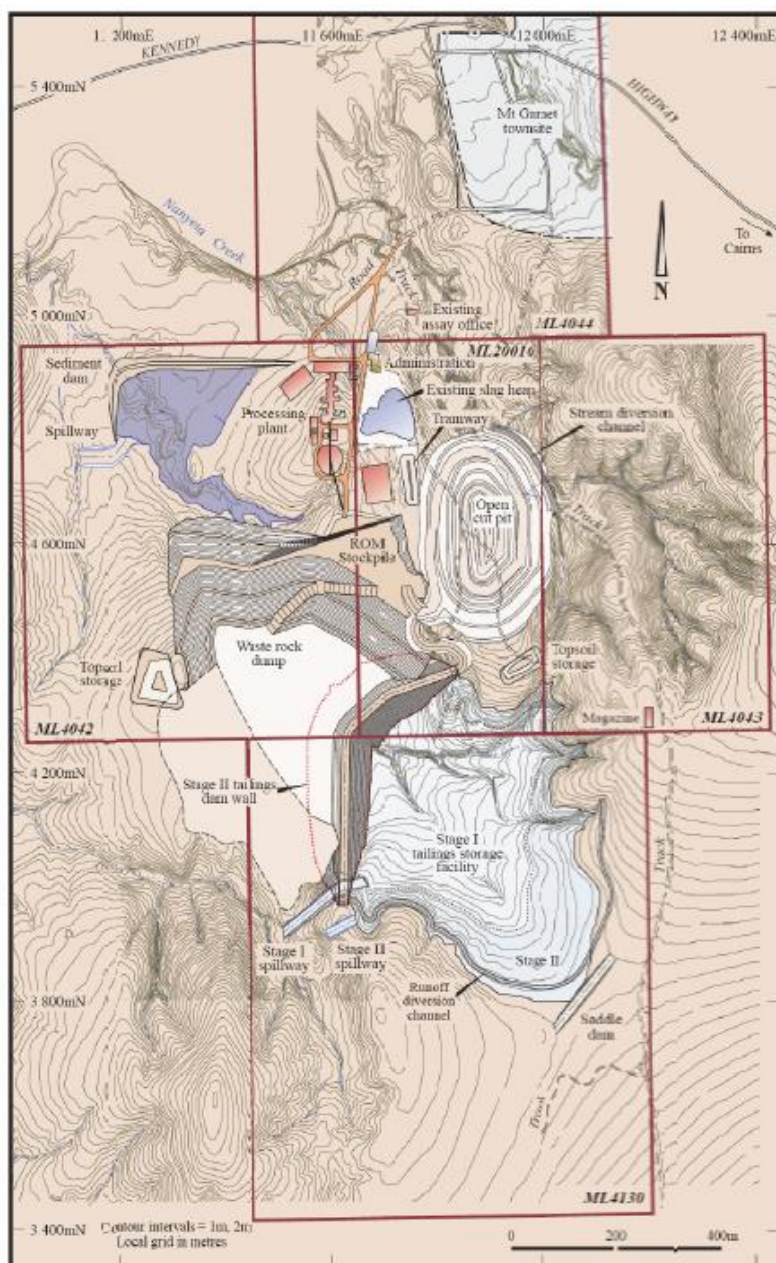 11 600mE
12 000mE
12 400mE
KENNEDY
HIGHWAY
5 400mN
Mt Garnet
townsite
Nanyeta Creek
To
Cairns
N
Road
Track
5 000mN
Existing
assay office
ML4044
ML20016
Sediment
dam
Administration
Existing slag heap
Processing
plant
Tramway
Stream diversion
channel
Spillway
Open
cut pit
Track
4 600mN
ROM
Stockpile
Waste rock
dump
Topsoil
storage
Topsoil
storage
Magazine
ML4042
ML4043
4 200mN
Stage II tailings
dam wall
Stage I
tailings storage
facility
Track
Stage I
spillway
Stage II
spillway
Stage II
Runoff
diversion
channel
3 800mN
Saddle
dam
Track
ML4130
3 400mN
Contour intervals = 1m, 2m
Local grid in metres
0 200 400m